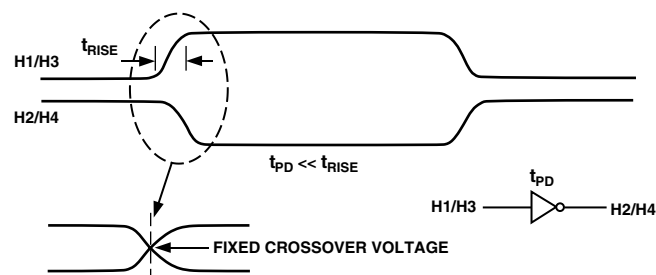 tRISE
H1/H3
H2/H4
tPD << tRISE
tPD
H1/H3
H2/H4
FIXED CROSSOVER VOLTAGE